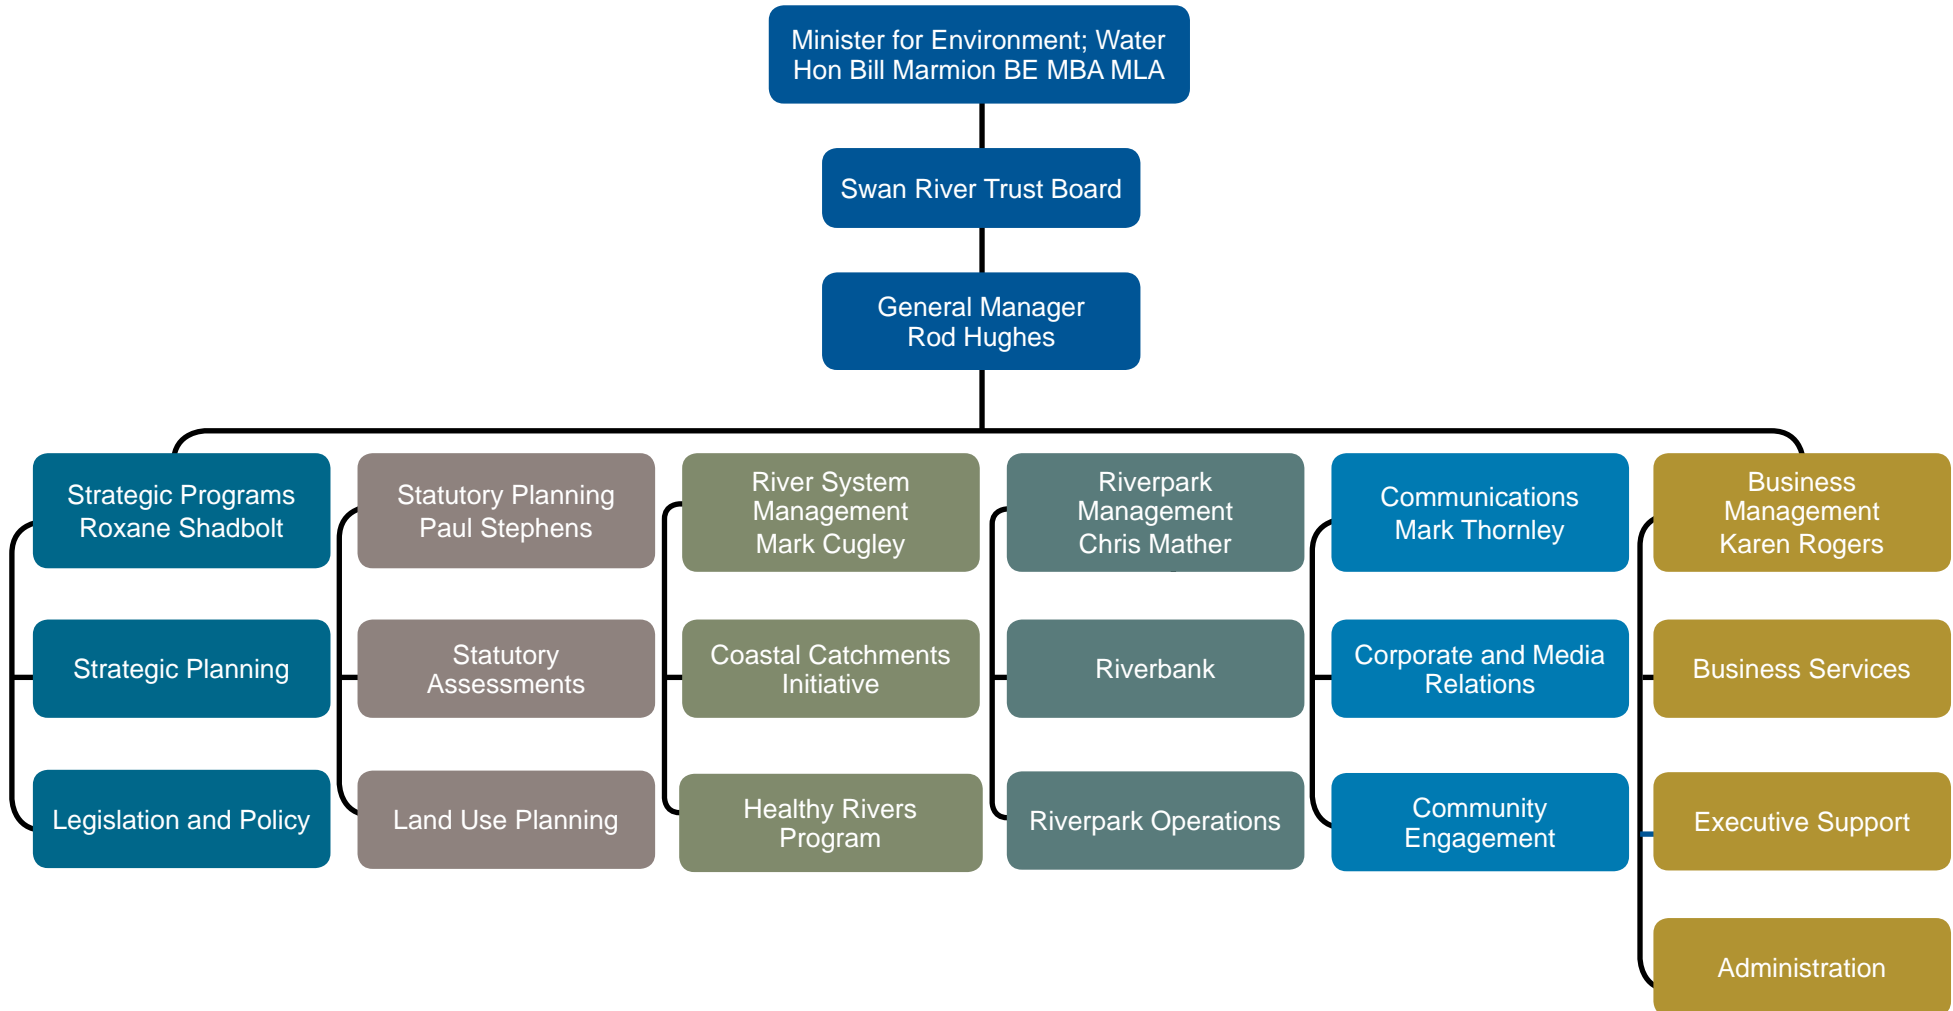 Minister for Environment; Water
Hon Bill Marmion BE MBA MLA
Swan River Trust Board
General Manager
Rod Hughes
Strategic Programs
Roxane Shadbolt
Statutory Planning
Paul Stephens
River System
Management
Mark Cugley
Riverpark
Management
Chris Mather
Communications
Mark Thornley
Business
Management
Karen Rogers
Strategic Planning
Statutory
Assessments
Coastal Catchments
Initiative
Riverbank
Corporate and Media
Relations
Business Services
Legislation and Policy
Land Use Planning
Healthy Rivers
Program
Riverpark Operations
Community
Engagement
Executive Support
Administration